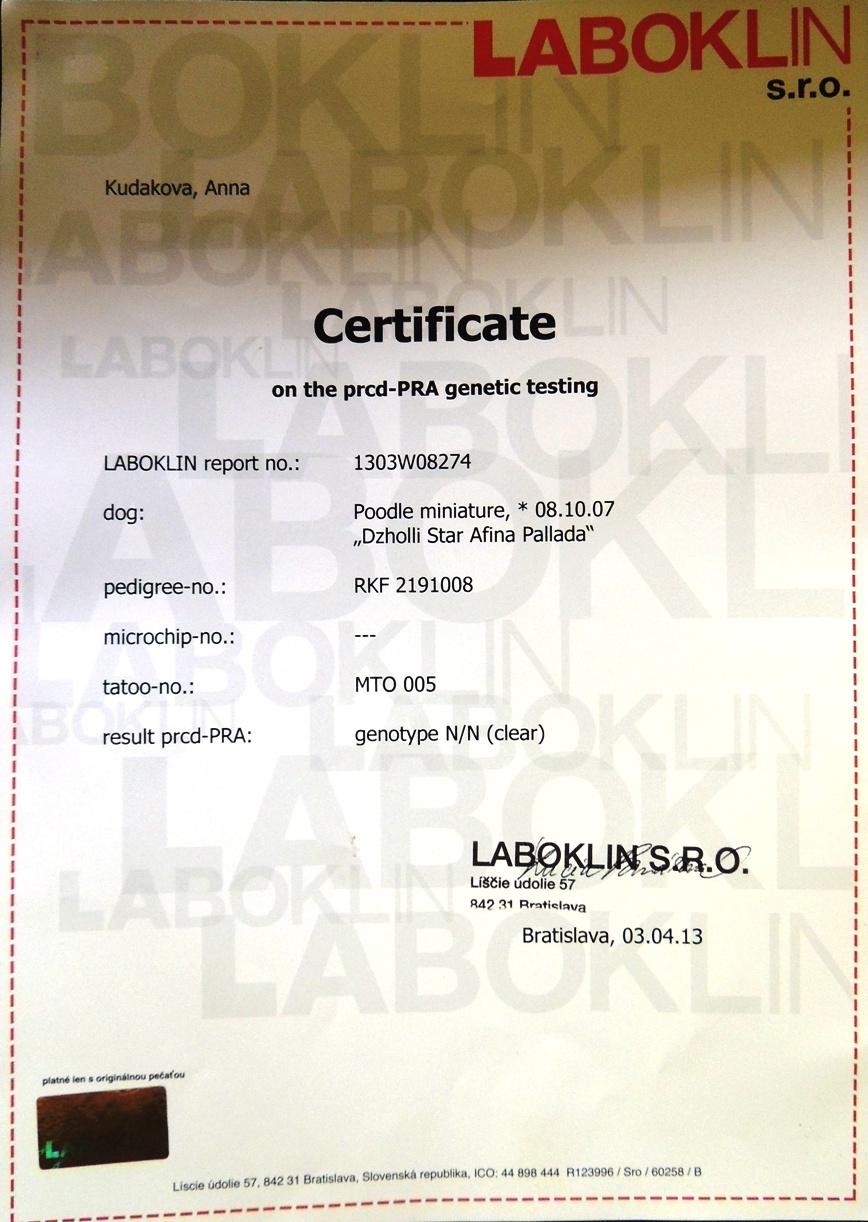 LABOKLIN
s.r.o.
Kudakova, Anna
Certificate
on the prcd-PRA genetic testing
LABOKLIN report no.: 1303W08274
dog: Poodle miniature, * 08.10.07
„Dzholli Star Afina Pallada“
pedigree-no.: RKF 2191008
microchip-no.: ---
tatoo-no.: MTO 005
result prcd-PRA: genotype N/N (clear)
LABOKLIN S.R.O.
Líščie údolie 57
842 31 Bratislava
Bratislava, 03.04.13
platné len s originálnou pečaťou
Líscie údolie 57, 842 31 Bratislava, Slovenská republika, ICO: 44 898 444 R123996 / Sro / 60258 / B